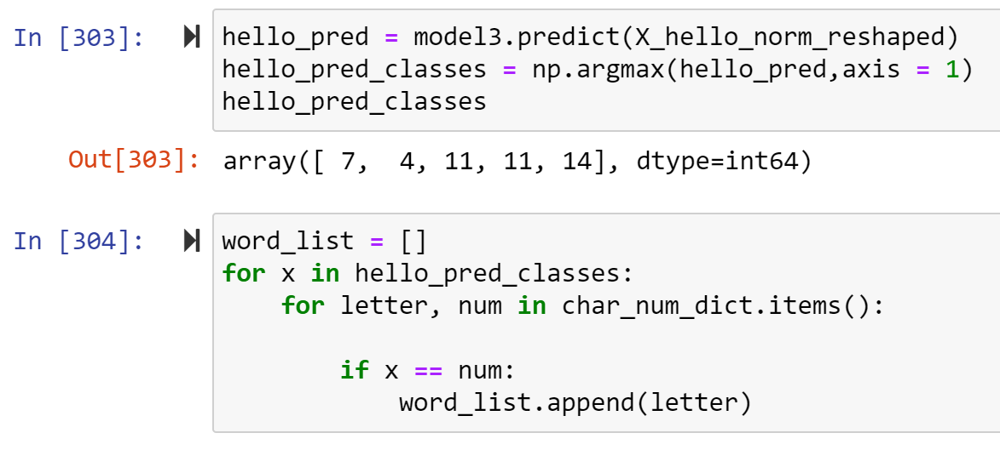 In [303]: hello_pred = model3.predict(X_hello_norm_reshaped)
hello_pred_classes = np.argmax(hello_pred,axis = 1)
hello_pred_classes
Out[303]: array([ 7,  4, 11, 11, 14], dtype=int64)
In [304]: word_list = []
for x in hello_pred_classes:
    for letter, num in char_num_dict.items():
        if x == num:
            word_list.append(letter)